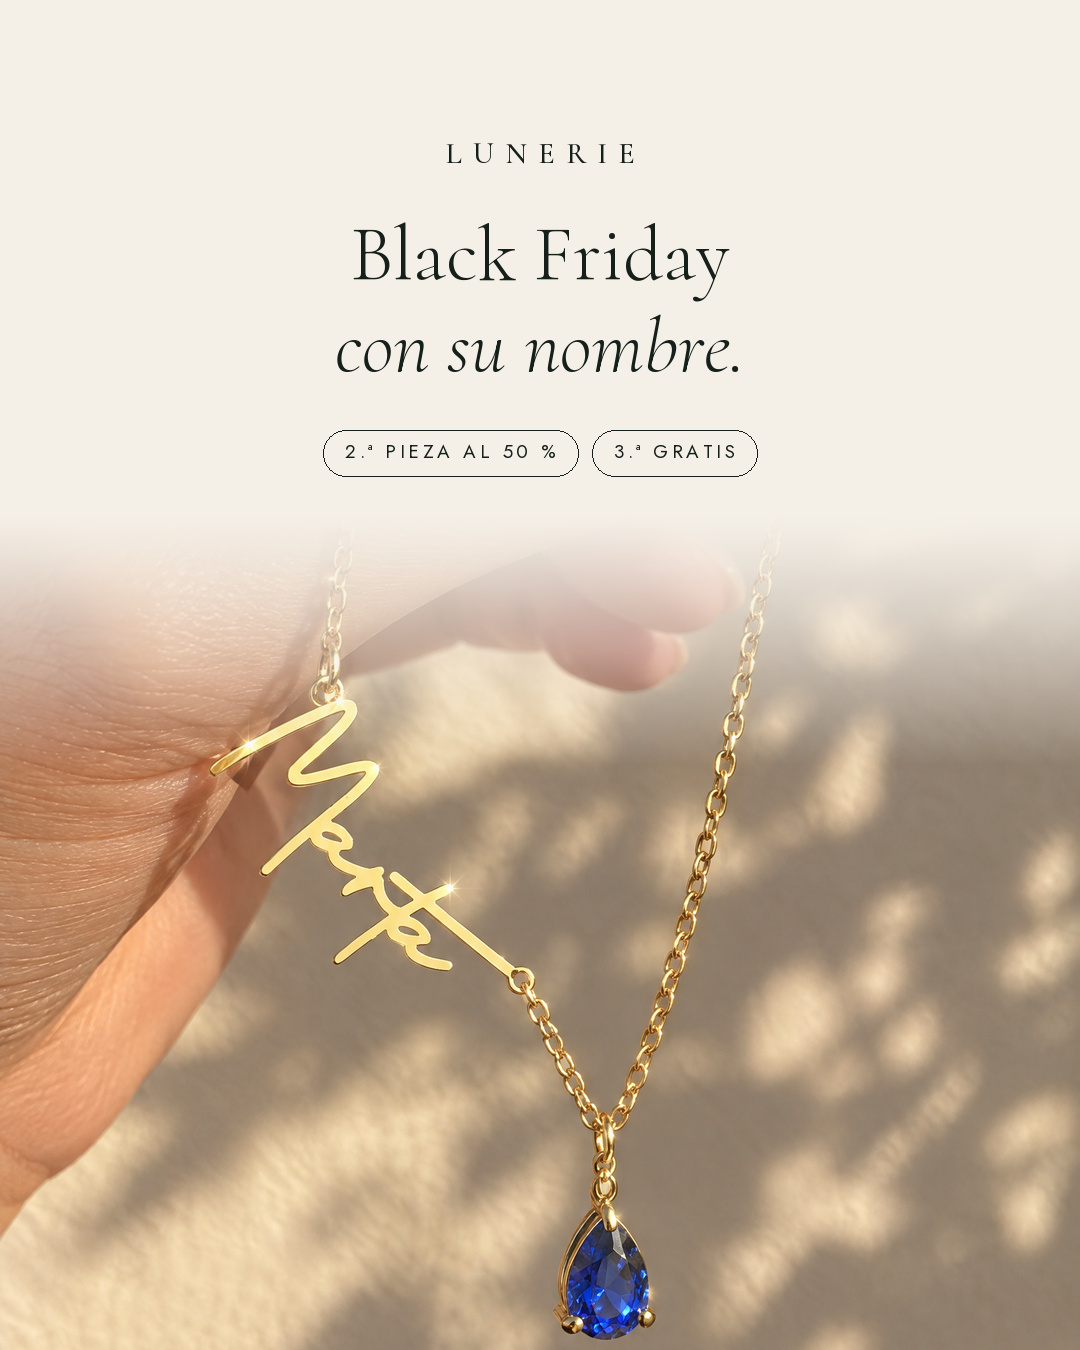 LUNERIE
Black Friday
con su nombre.
2.ª PIEZA AL 50 %
3.ª GRATIS
Marta